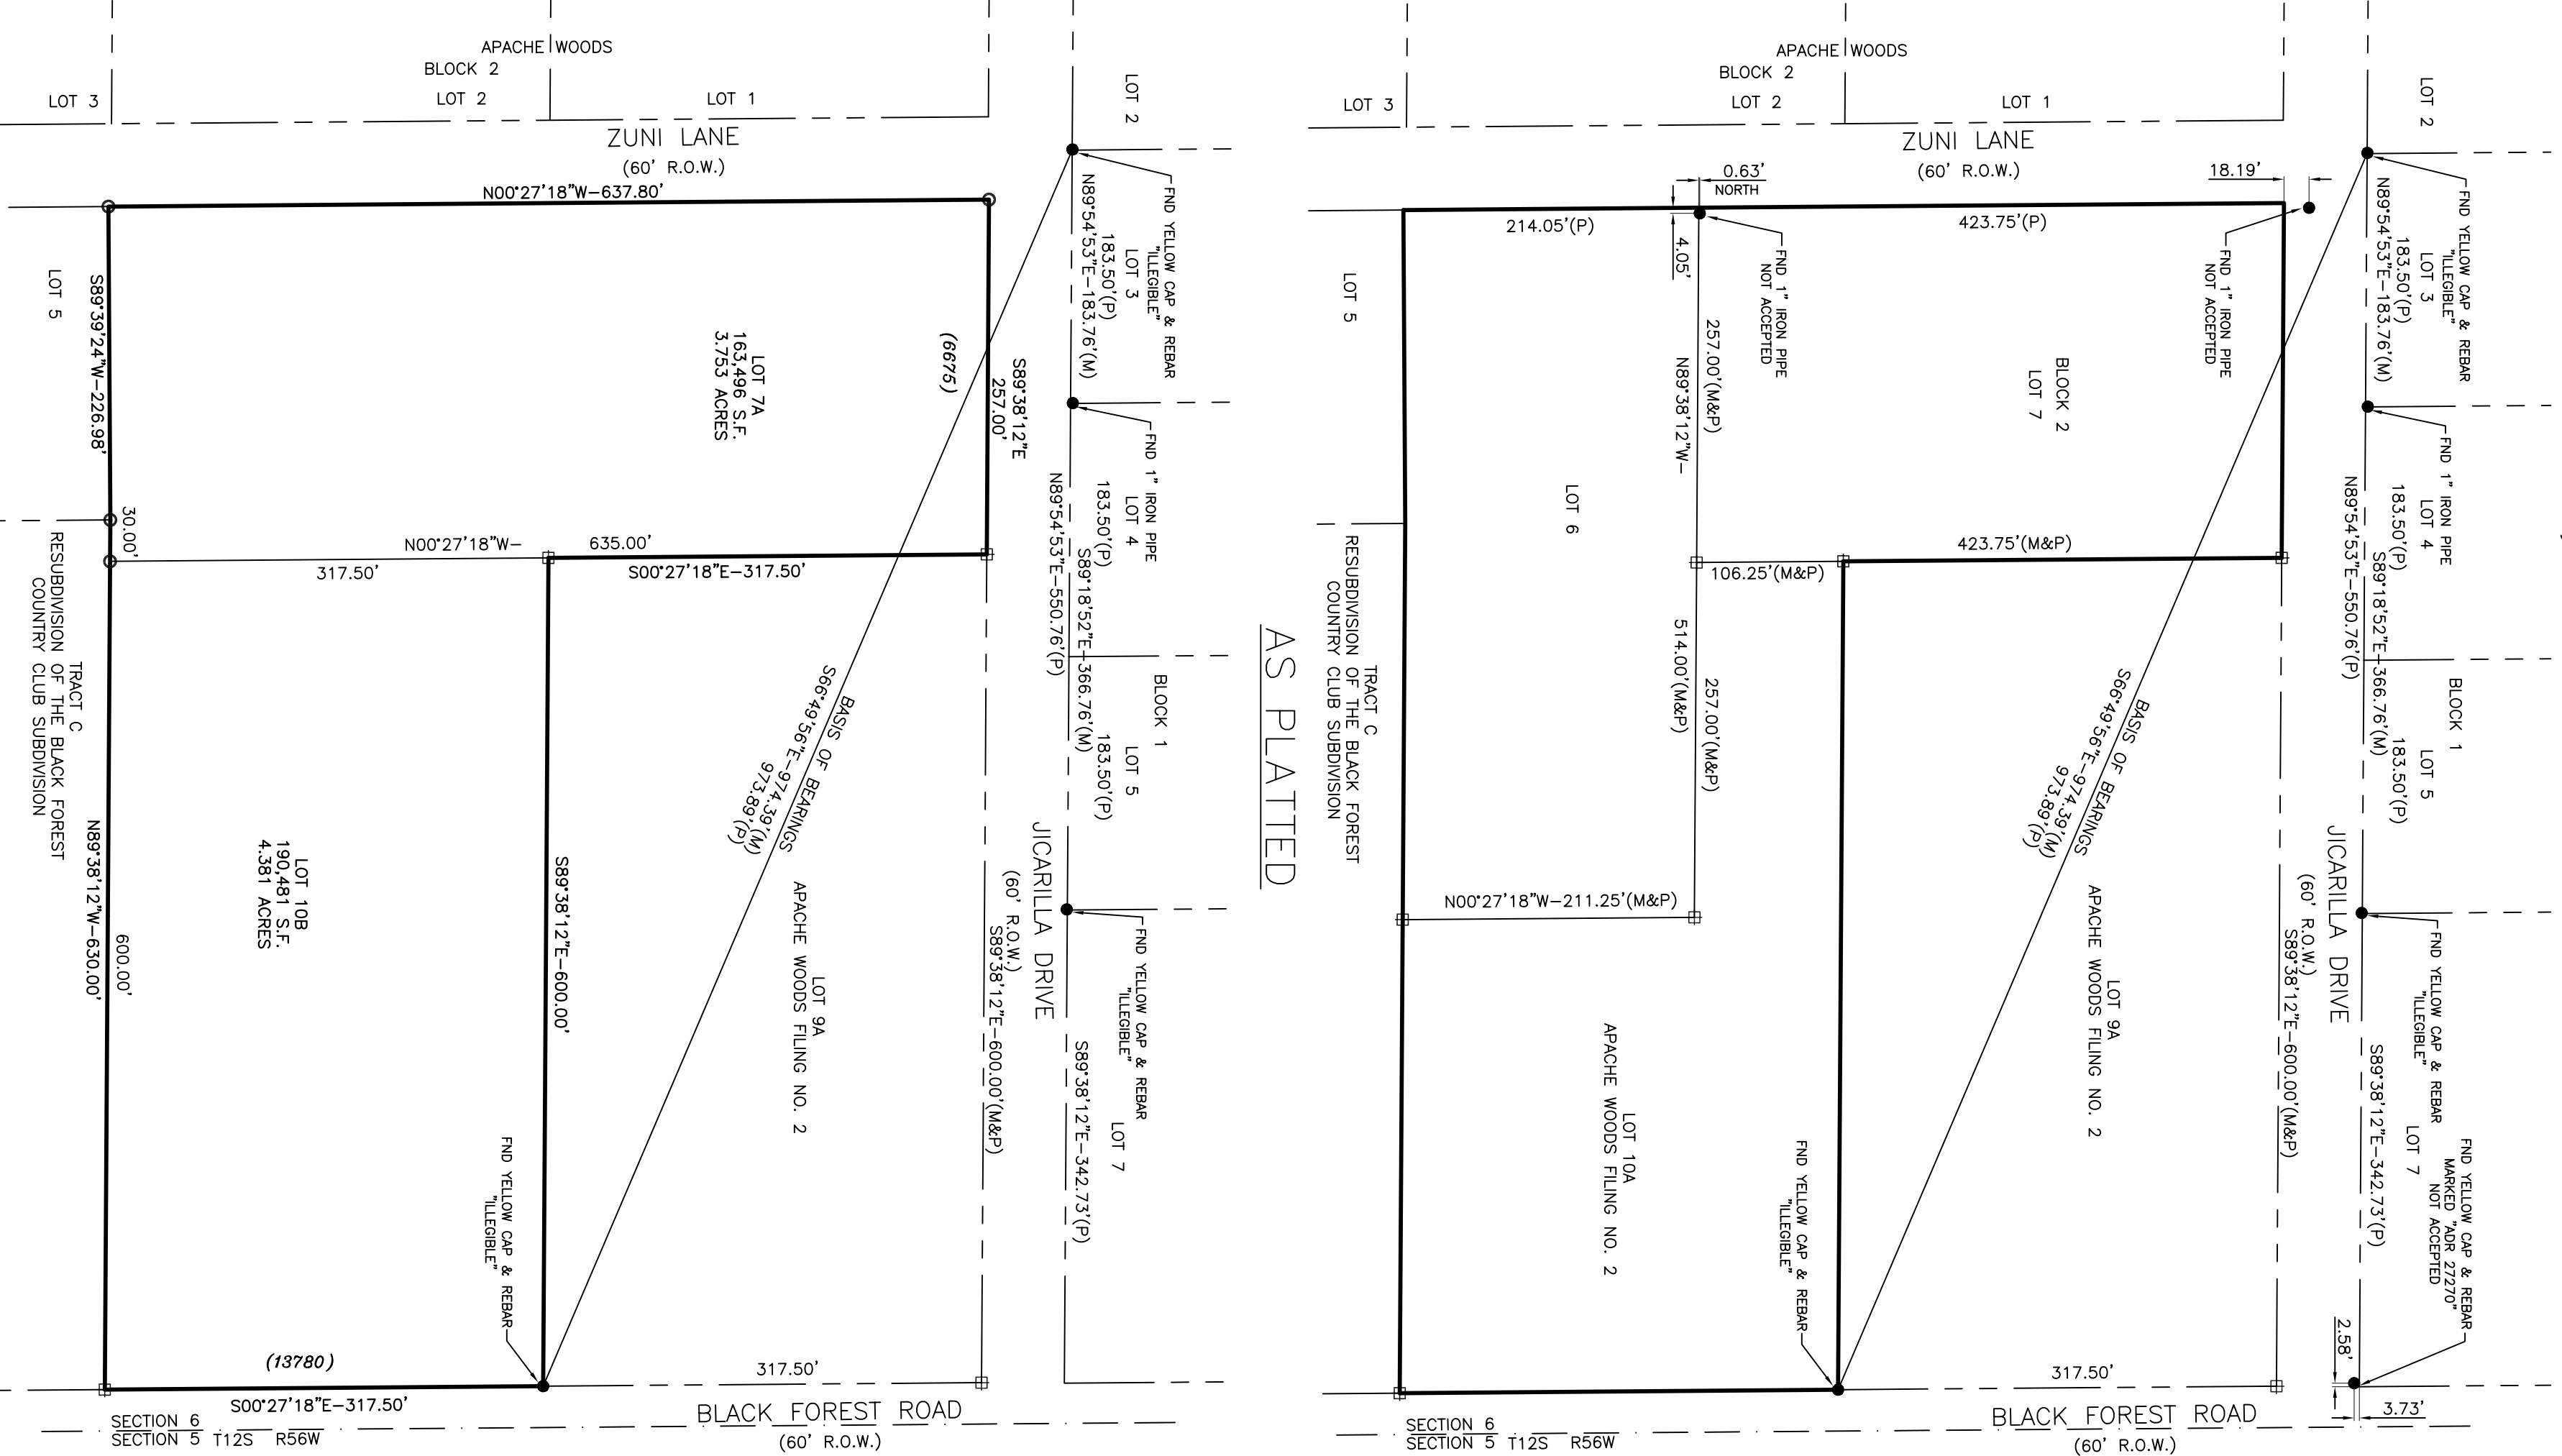 APACHE WOODS
BLOCK 2
LOT 3
LOT 2
LOT 1
LOT 2
ZUNI LANE
(60' R.O.W.)
N00°27'18"W-637.80'
FND YELLOW CAP & REBAR
"ILLEGIBLE"
LOT 3
183.50'(P)
N89°54'53"E-183.76'(M)
LOT 5
S89°39'24"W-226.98'
LOT 7A
163,496 S.F.
3.753 ACRES
(6675)
S89°38'12"E
257.00'
FND 1" IRON PIPE
LOT 4
183.50'(P)
S89°18'52"E-366.76'(M)
N89°54'53"E-550.76'(P)
30.00'
N00°27'18"W-
635.00'
317.50'
S00°27'18"E-317.50'
TRACT C
RESUBDIVISION OF THE BLACK FOREST
COUNTRY CLUB SUBDIVISION
BASIS OF BEARINGS
S66°49'56"E-974.39'(M)
973.89'(P)
BLOCK 1
LOT 5
183.50'(P)
JICARILLA DRIVE
(60' R.O.W.)
S89°38'12"E-600.00'(M&P)
LOT 10B
190,481 S.F.
4.381 ACRES
600.00'
N89°38'12"W-630.00'
S89°38'12"E-600.00'
LOT 9A
APACHE WOODS FILING NO. 2
FND YELLOW CAP & REBAR
"ILLEGIBLE"
LOT 7
S89°38'12"E-342.73'(P)
FND YELLOW CAP & REBAR
"ILLEGIBLE"
(13780)
317.50'
S00°27'18"E-317.50'
BLACK FOREST ROAD
(60' R.O.W.)
SECTION 6
SECTION 5 T12S R56W
AS PLATTED
APACHE WOODS
BLOCK 2
LOT 3
LOT 2
LOT 1
LOT 2
ZUNI LANE
(60' R.O.W.)
0.63'
NORTH
18.19'
214.05'(P)
423.75'(P)
4.05'
FND 1" IRON PIPE
NOT ACCEPTED
FND 1" IRON PIPE
NOT ACCEPTED
FND YELLOW CAP & REBAR
"ILLEGIBLE"
LOT 3
183.50'(P)
N89°54'53"E-183.76'(M)
LOT 5
257.00'(M&P)
N89°38'12"W-
BLOCK 2
LOT 7
LOT 6
FND 1" IRON PIPE
LOT 4
183.50'(P)
S89°18'52"E-366.76'(M)
N89°54'53"E-550.76'(P)
106.25'(M&P)
423.75'(M&P)
514.00'(M&P)
257.00'(M&P)
TRACT C
RESUBDIVISION OF THE BLACK FOREST
COUNTRY CLUB SUBDIVISION
BASIS OF BEARINGS
S66°49'56"E-974.39'(M)
973.89'(P)
BLOCK 1
LOT 5
183.50'(P)
JICARILLA DRIVE
(60' R.O.W.)
S89°38'12"E-600.00'(M&P)
N00°27'18"W-211.25'(M&P)
LOT 10A
APACHE WOODS FILING NO. 2
LOT 9A
APACHE WOODS FILING NO. 2
FND YELLOW CAP & REBAR
"ILLEGIBLE"
LOT 7
S89°38'12"E-342.73'(P)
FND YELLOW CAP & REBAR
MARKED "ADR 27270"
NOT ACCEPTED
FND YELLOW CAP & REBAR
"ILLEGIBLE"
2.58'
317.50'
3.73'
BLACK FOREST ROAD
(60' R.O.W.)
SECTION 6
SECTION 5 T12S R56W